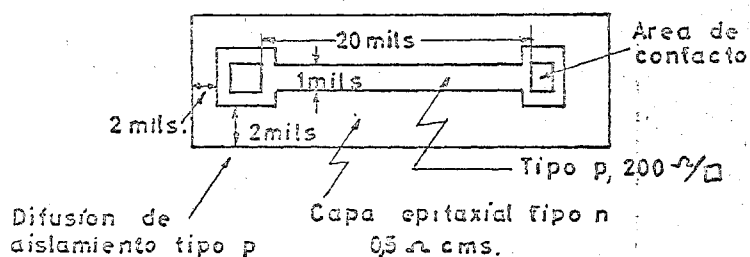 20 mils
Area de
contacto
1mils
2 mils.
2mils
Tipo p, 200 Ω/□
Difusion de
aislamiento tipo p
Capa epitaxial tipo n
0,5 Ω cms.